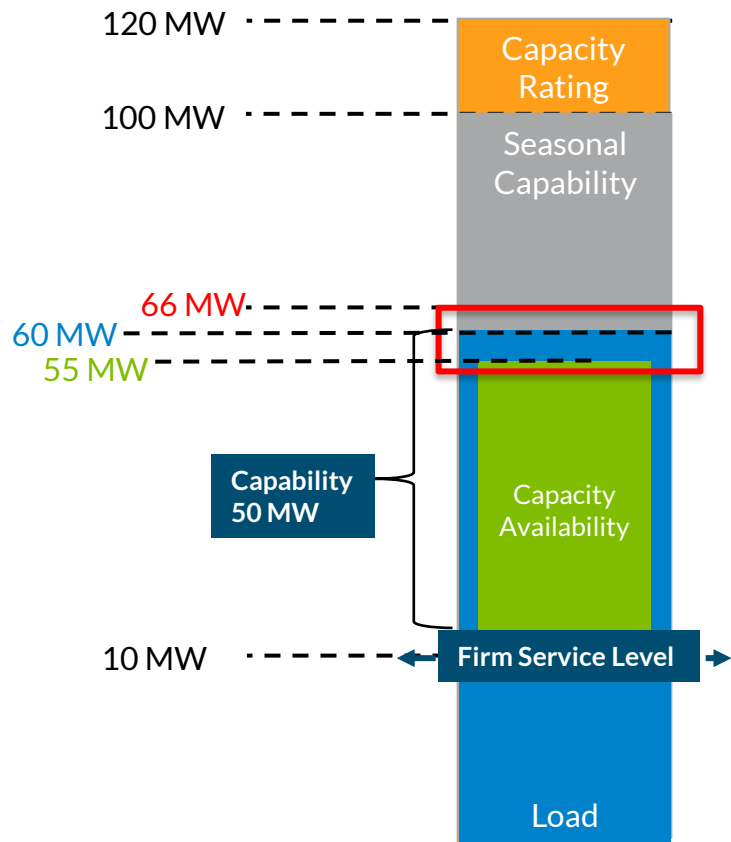 120 MW
Capacity
Rating
100 MW
Seasonal
Capability
66 MW
60 MW
55 MW
Capability
50 MW
Capacity
Availability
10 MW
Firm Service Level
Load